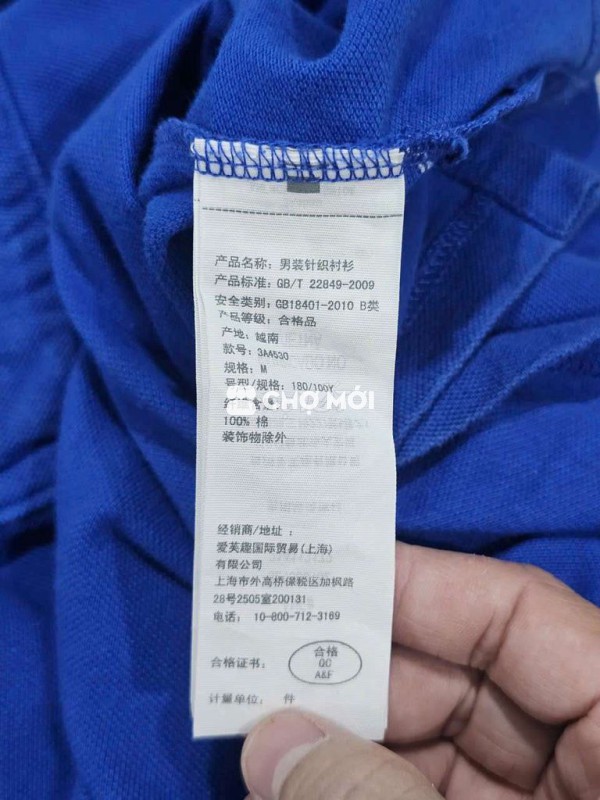 产品名称: 男装针织衬衫
产品标准: GB/T 22849-2009
安全类别: GB18401-2010 B类
产品等级: 合格品
产地: 越南
款号: 3A4530
规格: M
号型/规格: 180/100Y
CHỢ MỚI
100% 棉
装饰物除外
经销商/地址:
爱芙趣国际贸易(上海)
有限公司
上海市外高桥保税区加枫路
28号2505室200131
电话: 10-800-712-3169
合格证书:
合格
QC
A&F
计量单位: 件